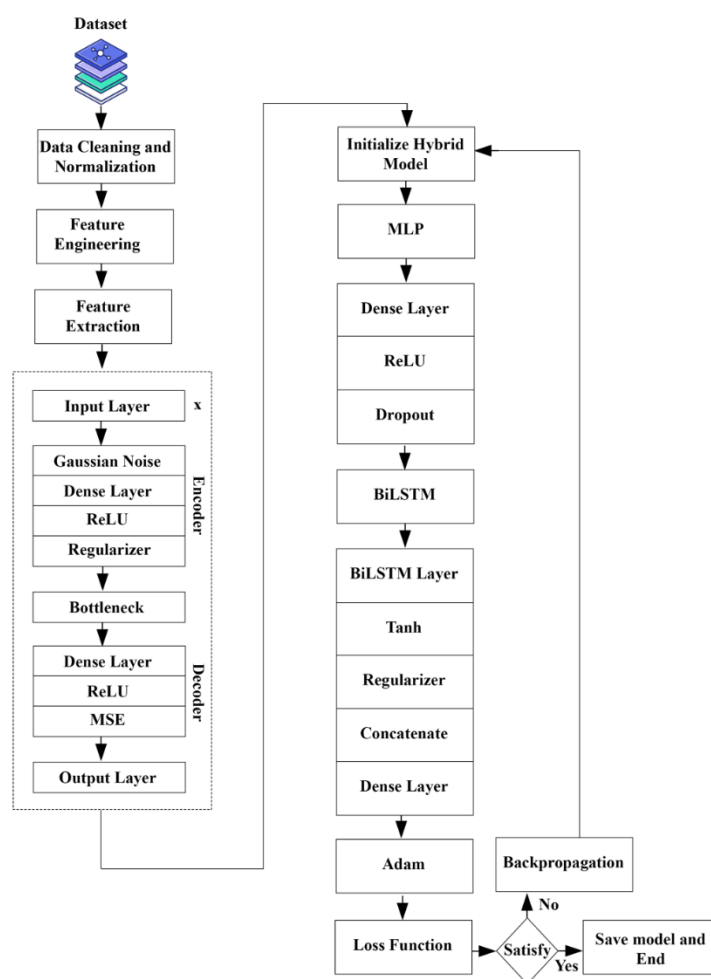 Dataset
Data Cleaning and
Normalization
Feature
Engineering
Feature
Extraction
Input Layer
x
Gaussian Noise
Dense Layer
ReLU
Regularizer
Encoder
Bottleneck
Dense Layer
ReLU
MSE
Decoder
Output Layer
Initialize Hybrid
Model
MLP
Dense Layer
ReLU
Dropout
BiLSTM
BiLSTM Layer
Tanh
Regularizer
Concatenate
Dense Layer
Adam
Loss Function
Satisfy
No
Backpropagation
Yes
Save model and
End